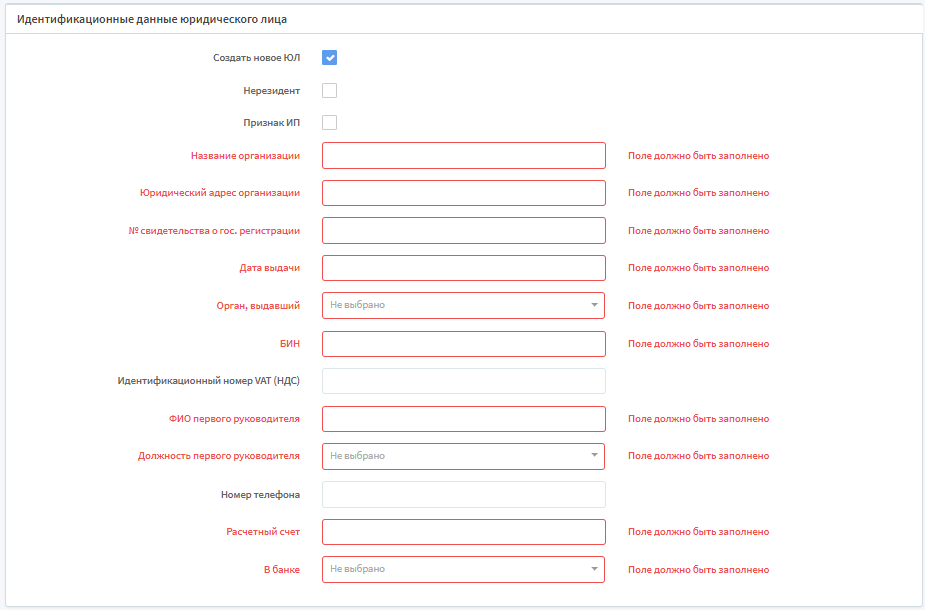 Идентификационные данные юридического лица
Создать новое ЮЛ
Нерезидент
Признак ИП
Название организации Поле должно быть заполнено
Юридический адрес организации Поле должно быть заполнено
№ свидетельства о гос. регистрации Поле должно быть заполнено
Дата выдачи Поле должно быть заполнено
Орган, выдавший Не выбрано Поле должно быть заполнено
БИН Поле должно быть заполнено
Идентификационный номер VAT (НДС)
ФИО первого руководителя Поле должно быть заполнено
Должность первого руководителя Не выбрано Поле должно быть заполнено
Номер телефона
Расчетный счет Поле должно быть заполнено
В банке Не выбрано Поле должно быть заполнено